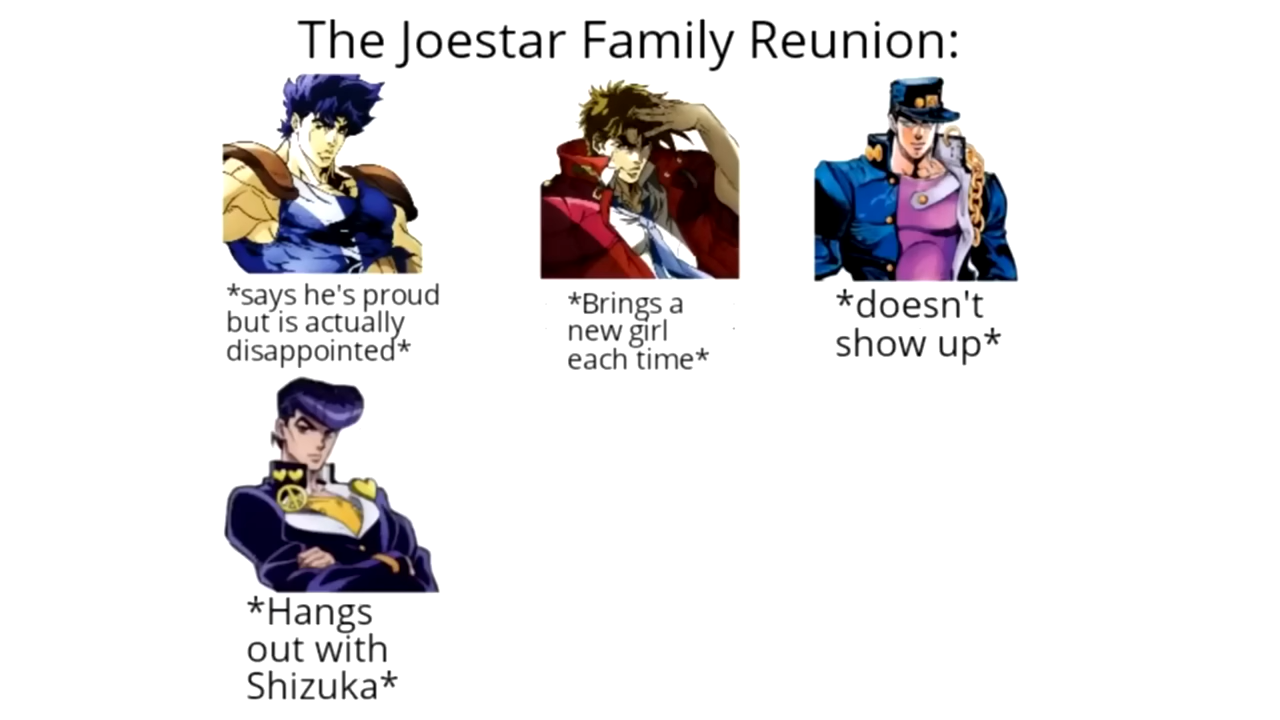 The Joestar Family Reunion:
*says he's proud
but is actually
disappointed*
*Brings a
new girl
each time*
*doesn't
show up*
*Hangs
out with
Shizuka*